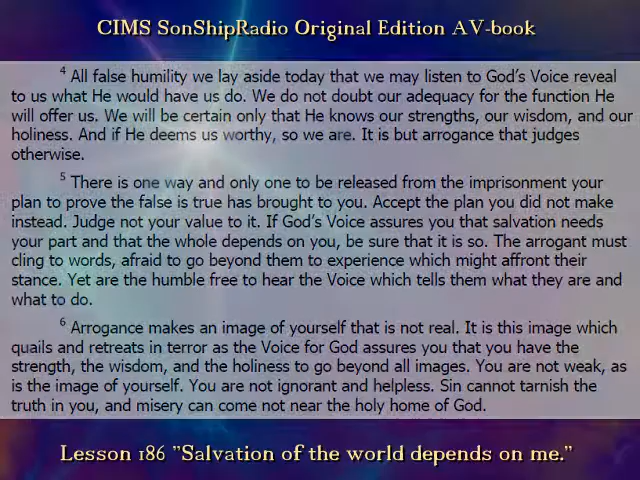 CIMS SonShipRadio Original Edition AV-book
⁴ All false humility we lay aside today that we may listen to God's Voice reveal
to us what He would have us do. We do not doubt our adequacy for the function He
will offer us. We will be certain only that He knows our strengths, our wisdom, and our
holiness. And if He deems us worthy, so we are. It is but arrogance that judges
otherwise.
⁵ There is one way and only one to be released from the imprisonment your
plan to prove the false is true has brought to you. Accept the plan you did not make
instead. Judge not your value to it. If God's Voice assures you that salvation needs
your part and that the whole depends on you, be sure that it is so. The arrogant must
cling to words, afraid to go beyond them to experience which might affront their
stance. Yet are the humble free to hear the Voice which tells them what they are and
what to do.
⁶ Arrogance makes an image of yourself that is not real. It is this image which
quails and retreats in terror as the Voice for God assures you that you have the
strength, the wisdom, and the holiness to go beyond all images. You are not weak, as
is the image of yourself. You are not ignorant and helpless. Sin cannot tarnish the
truth in you, and misery can come not near the holy home of God.
Lesson 186 "Salvation of the world depends on me."